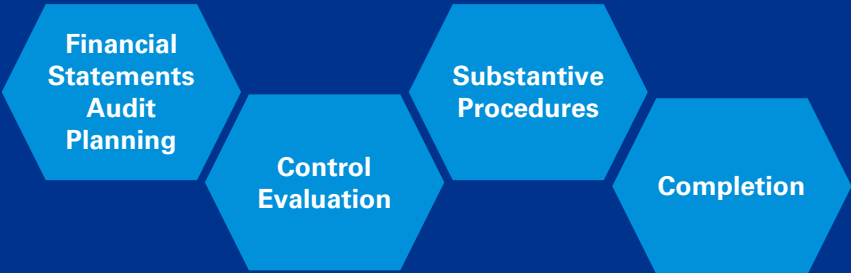 Financial
Statements
Audit
Planning
Control
Evaluation
Substantive
Procedures
Completion